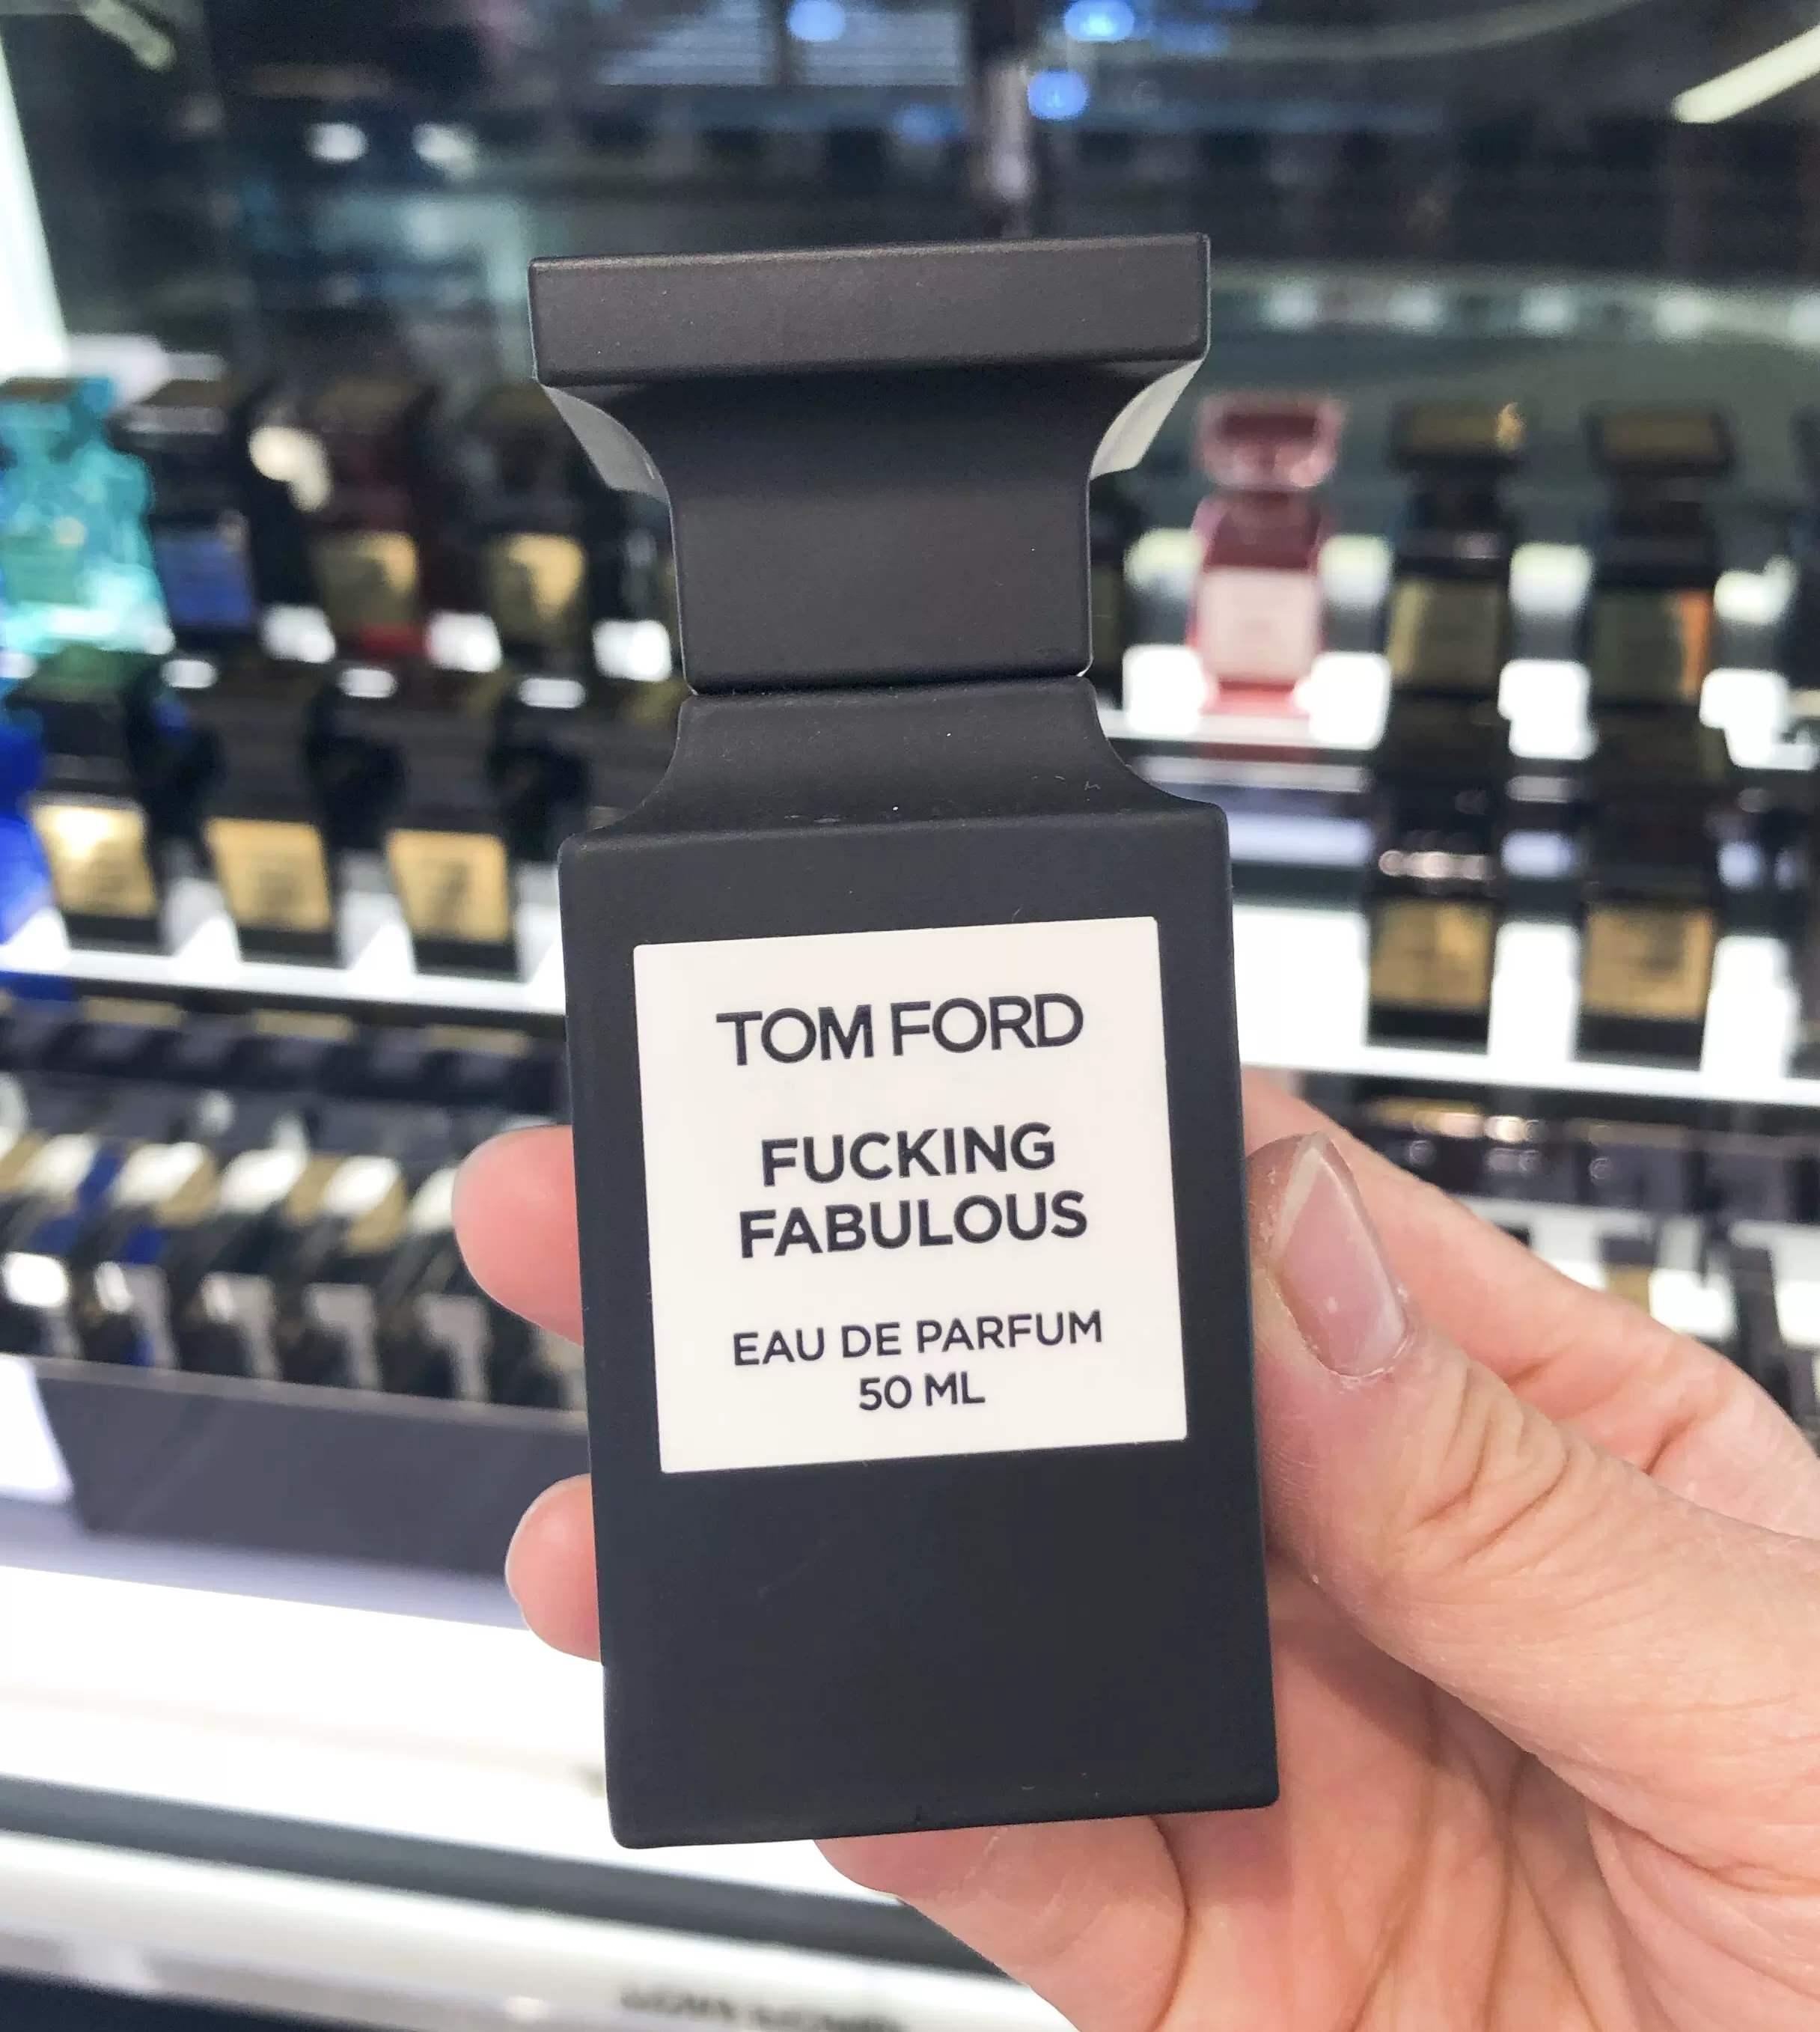 TOM FORD
FUCKING
FABULOUS
EAU DE PARFUM
50 ML